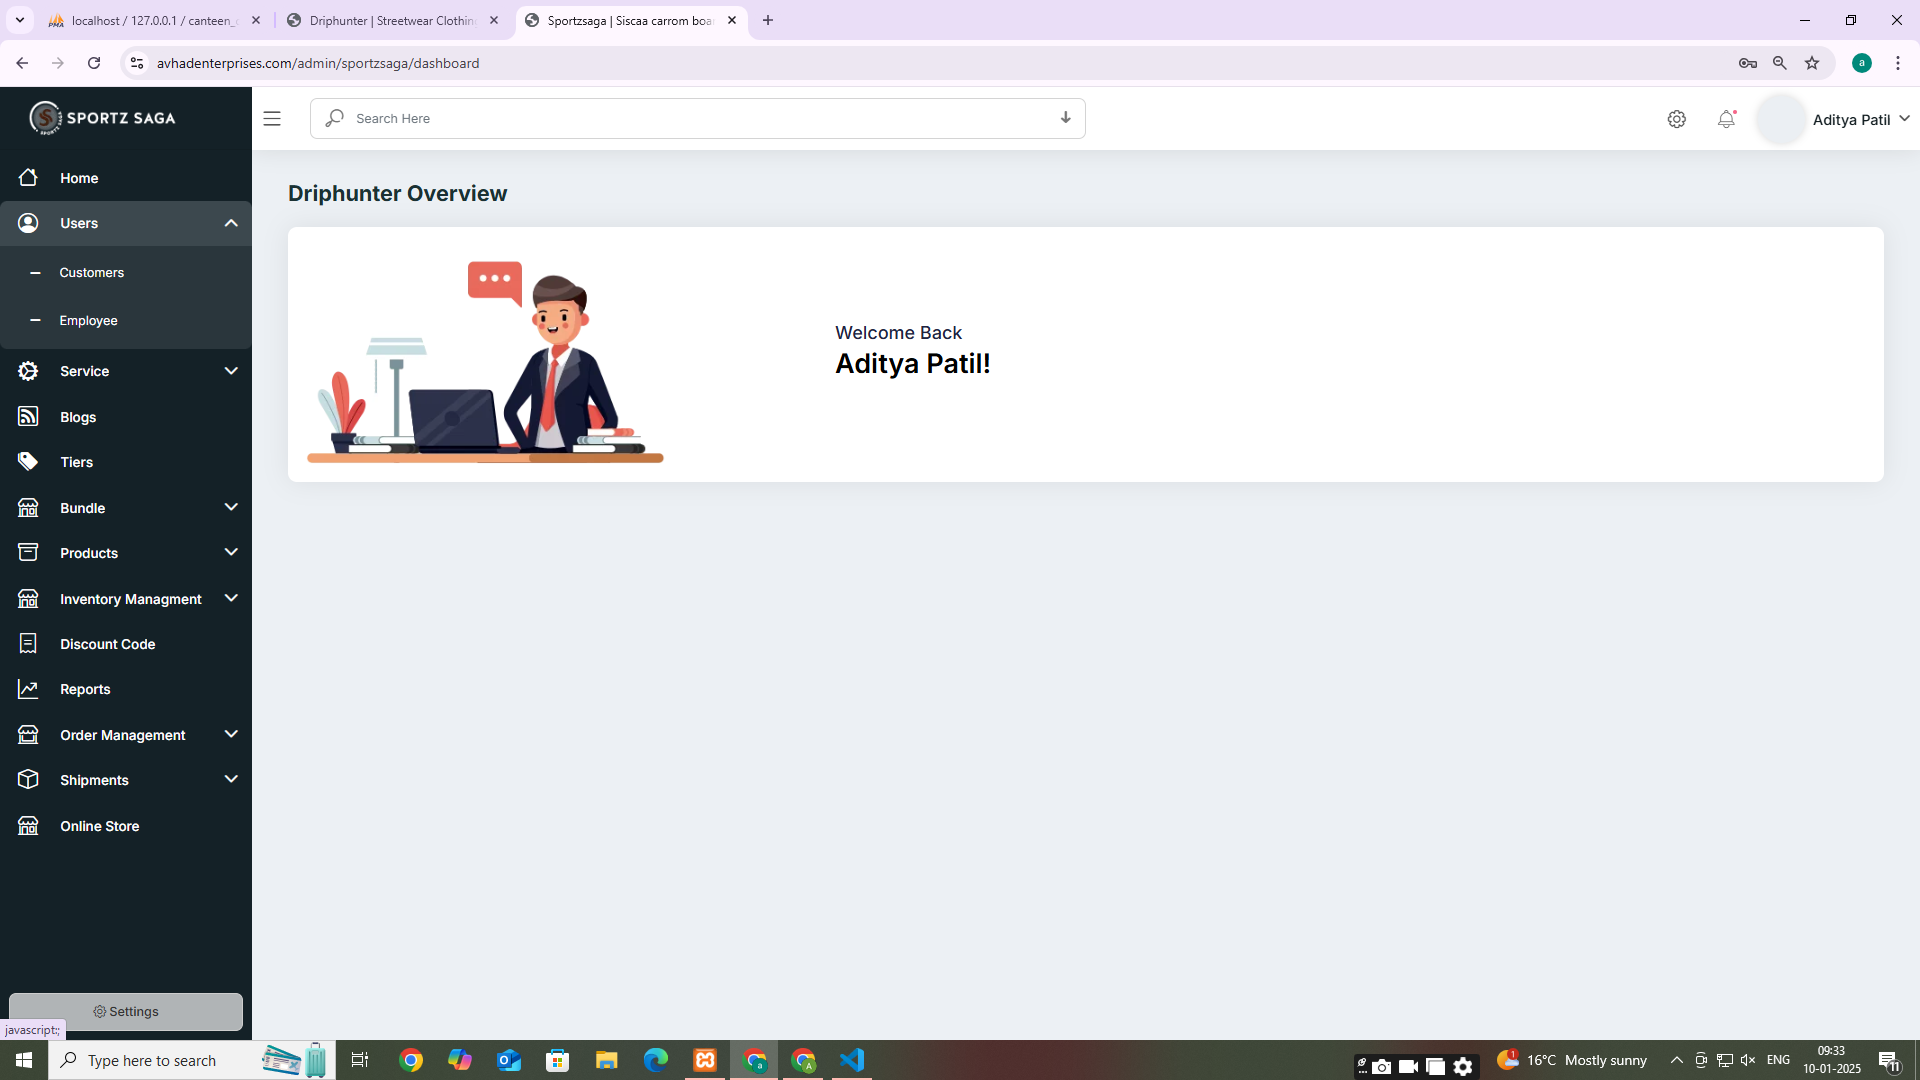 localhost / 127.0.0.1 / canteen_
Driphunter | Streetwear Clothin
Sportzsaga | Siscaa carrom boa
avhadenterprises.com/admin/sportzsaga/dashboard
a
SPORTZ SAGA
Search Here
Aditya Patil
Home
Users
Customers
Employee
Service
Blogs
Tiers
Bundle
Products
Inventory Managment
Discount Code
Reports
Order Management
Shipments
Online Store
Settings
javascript:;
Driphunter Overview
Welcome Back
Aditya Patil!
Type here to search
1
16°C Mostly sunny
ENG
09:33
10-01-2025
11